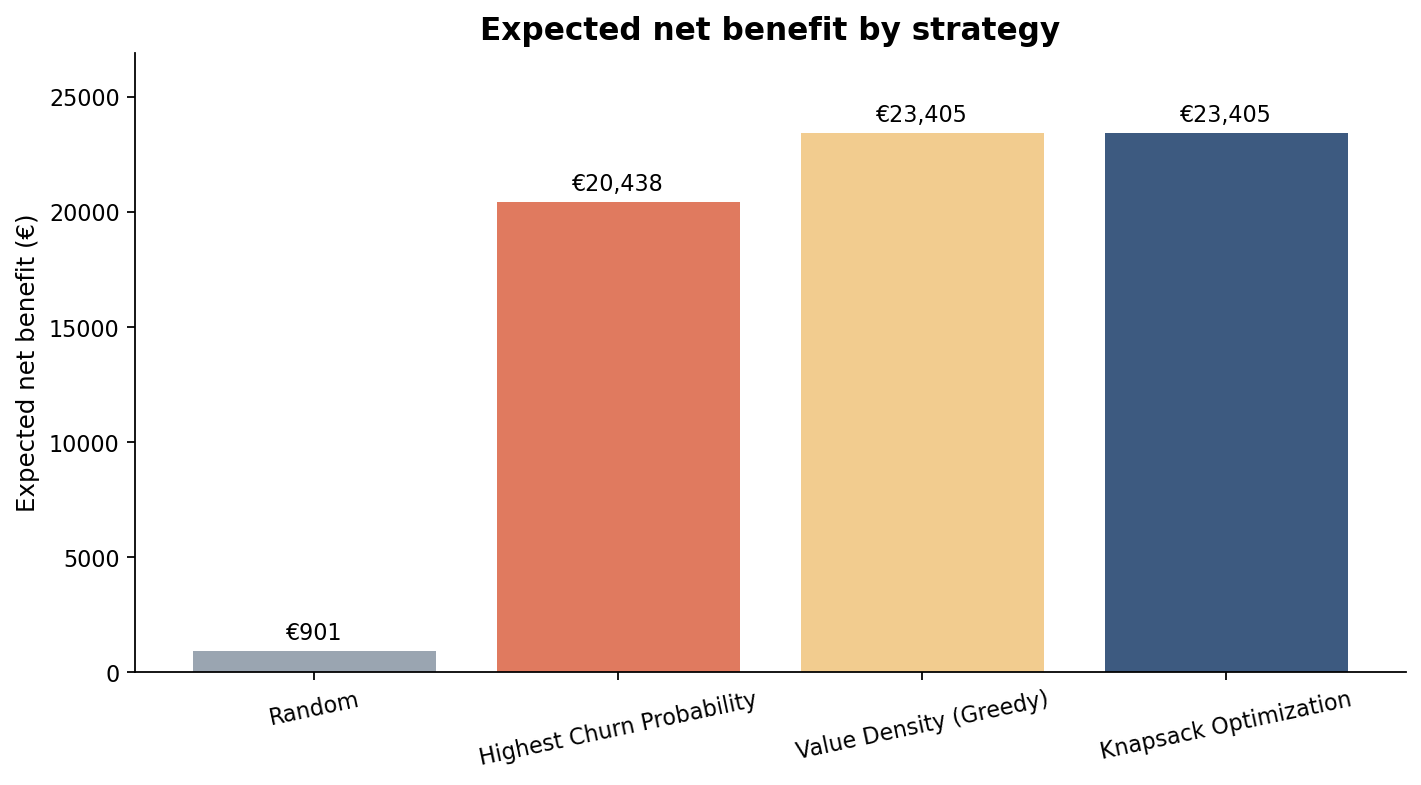 Expected net benefit by strategy
Expected net benefit (€)
25000
20000
15000
10000
5000
0
€901
€20,438
€23,405
€23,405
Random
Highest Churn Probability
Value Density (Greedy)
Knapsack Optimization